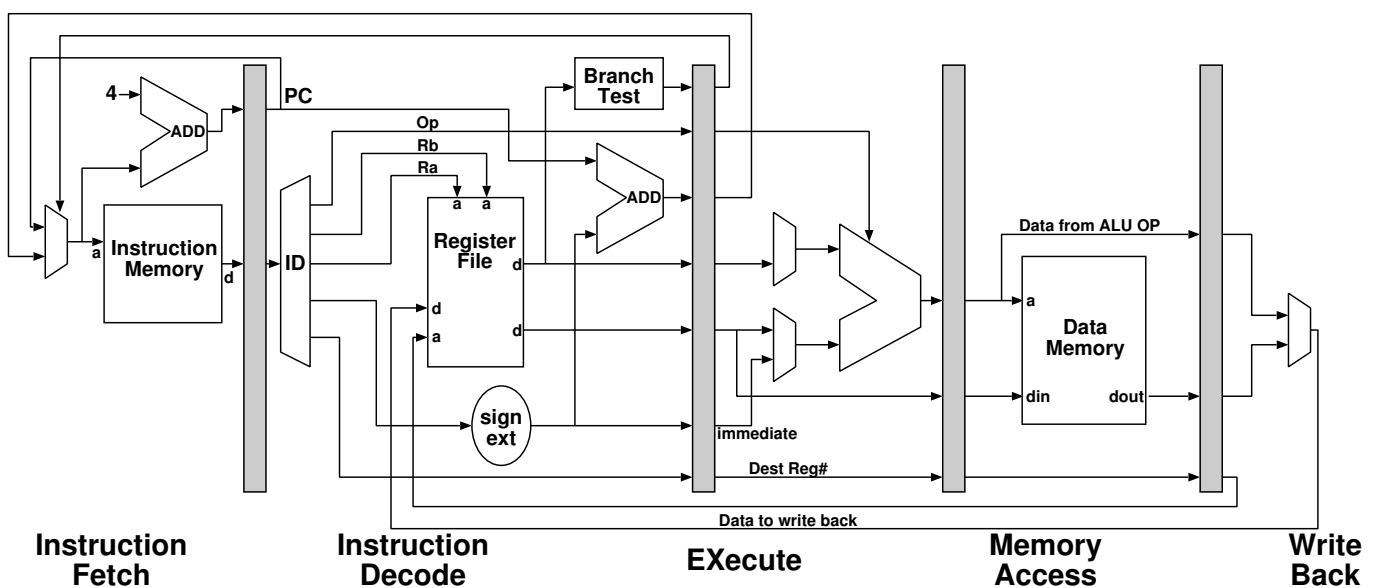 Branch
Test
4
PC
ADD
Op
Rb
Ra
a
a
ADD
Instruction
Memory
a
d
ID
Register
File
d
d
a
d
Data from ALU OP
a
Data
Memory
din
dout
sign
ext
immediate
Dest Reg#
Data to write back
Instruction
Fetch
Instruction
Decode
EXecute
Memory
Access
Write
Back